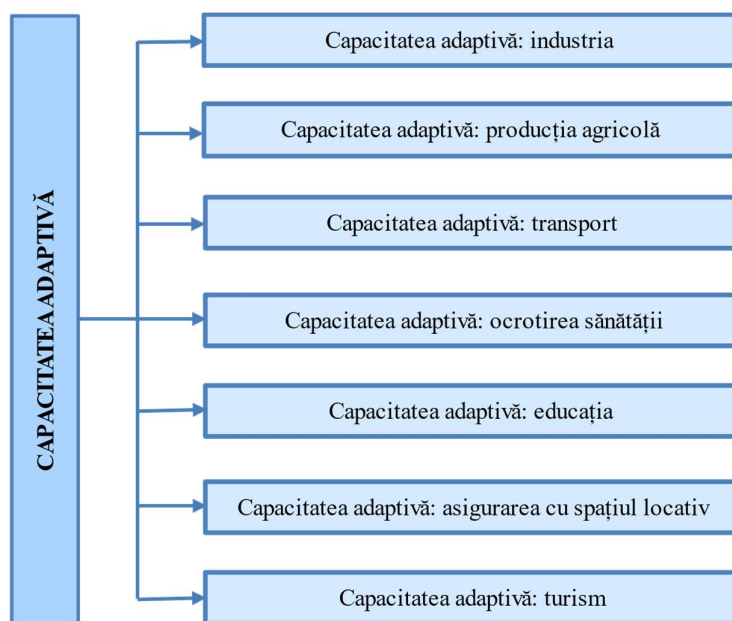 CAPACITATEA ADAPTIVĂ
Capacitatea adaptivă: industria
Capacitatea adaptivă: producția agricolă
Capacitatea adaptivă: transport
Capacitatea adaptivă: ocrotirea sănătății
Capacitatea adaptivă: educația
Capacitatea adaptivă: asigurarea cu spațiul locativ
Capacitatea adaptivă: turism